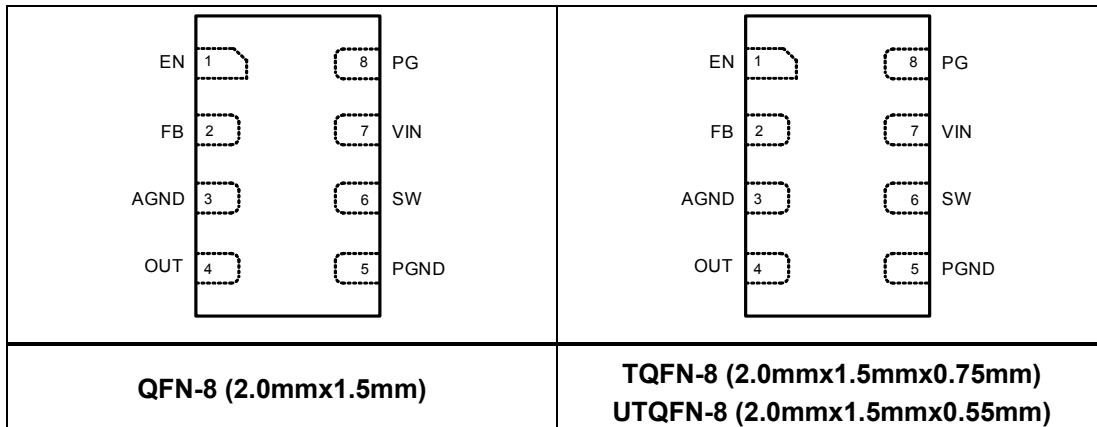 EN 1 8 PG
FB 2 7 VIN
AGND 3 6 SW
OUT 4 5 PGND
QFN-8 (2.0mmx1.5mm)
EN 1 8 PG
FB 2 7 VIN
AGND 3 6 SW
OUT 4 5 PGND
TQFN-8 (2.0mmx1.5mmx0.75mm)
UTQFN-8 (2.0mmx1.5mmx0.55mm)